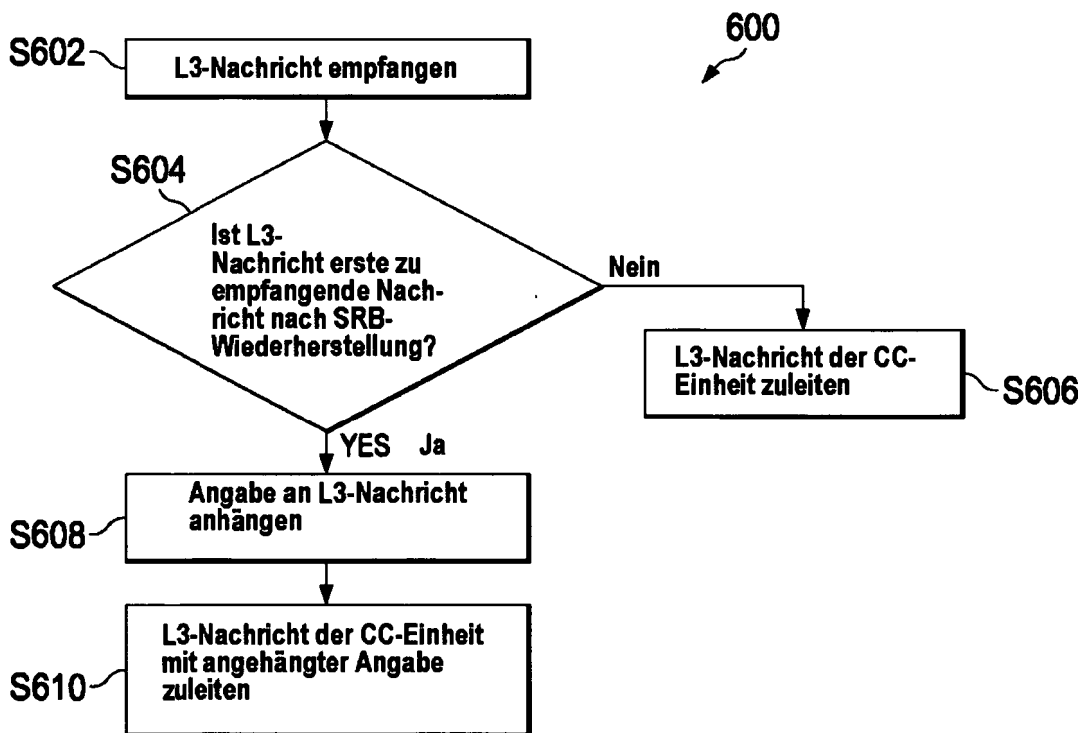 600
S602
L3-Nachricht empfangen
S604
Ist L3-
Nachricht erste zu
empfangende Nach-
richt nach SRB-
Wiederherstellung?
Nein
L3-Nachricht der CC-
Einheit zuleiten
S606
YES Ja
Angabe an L3-Nachricht
anhängen
S608
L3-Nachricht der CC-Einheit
mit angehängter Angabe
zuleiten
S610